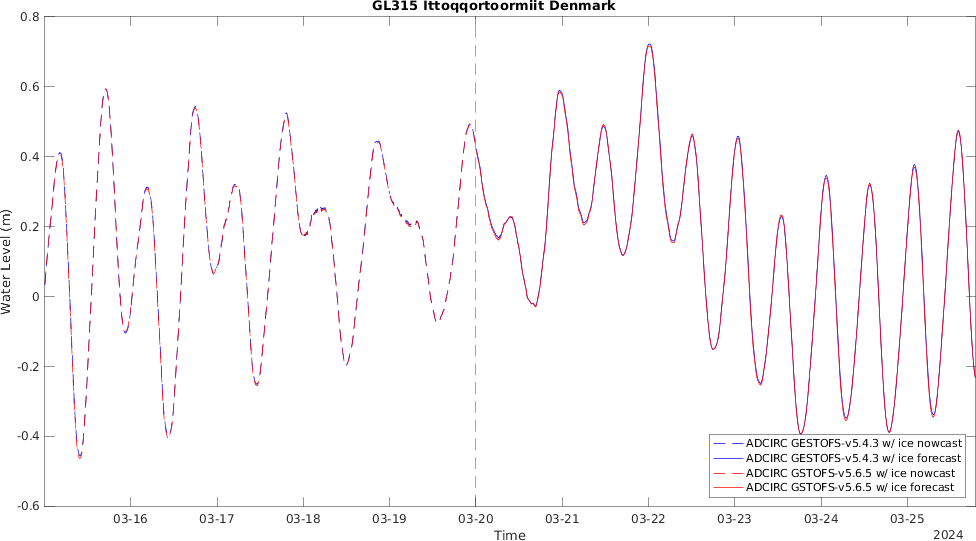 GL315 Ittoqqortoormiit Denmark
0.8
0.6
0.4
0.2
0
-0.2
-0.4
-0.6
Water Level (m)
ADCIRC GESTOFS-v5.4.3 w/ ice nowcast
ADCIRC GESTOFS-v5.4.3 w/ ice forecast
ADCIRC GSTOFS-v5.6.5 w/ ice nowcast
ADCIRC GSTOFS-v5.6.5 w/ ice forecast
03-16 03-17 03-18 03-19 03-20 03-21 03-22 03-23 03-24 03-25
Time
2024